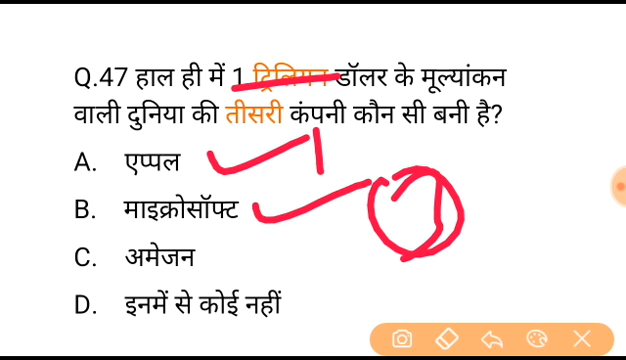 Q.47 हाल ही में 1 ट्रिलियन डॉलर के मूल्यांकन
वाली दुनिया की तीसरी कंपनी कौन सी बनी है?
A. एप्पल
B. माइक्रोसॉफ्ट
C. अमेजन
D. इनमें से कोई नहीं